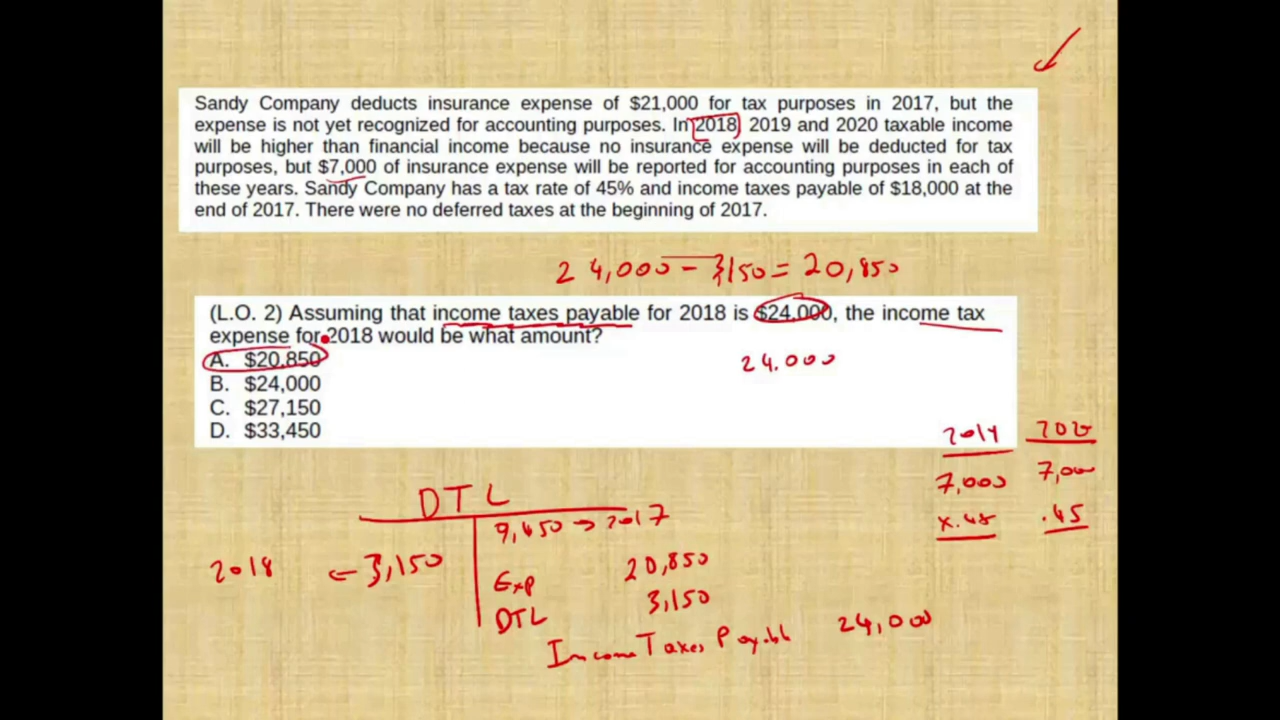 Sandy Company deducts insurance expense of $21,000 for tax purposes in 2017, but the
expense is not yet recognized for accounting purposes. In 2018, 2019 and 2020 taxable income
will be higher than financial income because no insurance expense will be deducted for tax
purposes, but $7,000 of insurance expense will be reported for accounting purposes in each of
these years. Sandy Company has a tax rate of 45% and income taxes payable of $18,000 at the
end of 2017. There were no deferred taxes at the beginning of 2017.
24,000 - 3150 = 20,850
(L.O. 2) Assuming that income taxes payable for 2018 is $24,000, the income tax
expense for 2018 would be what amount?
A. $20,850
B. $24,000
C. $27,150
D. $33,450
24.000
2019 2020
7,000 7,000
x.45 .45
DTL
9,450 → 2017
2018 ← 3,150
Exp 20,850
DTL 3,150
Income Taxes Payable 24,000